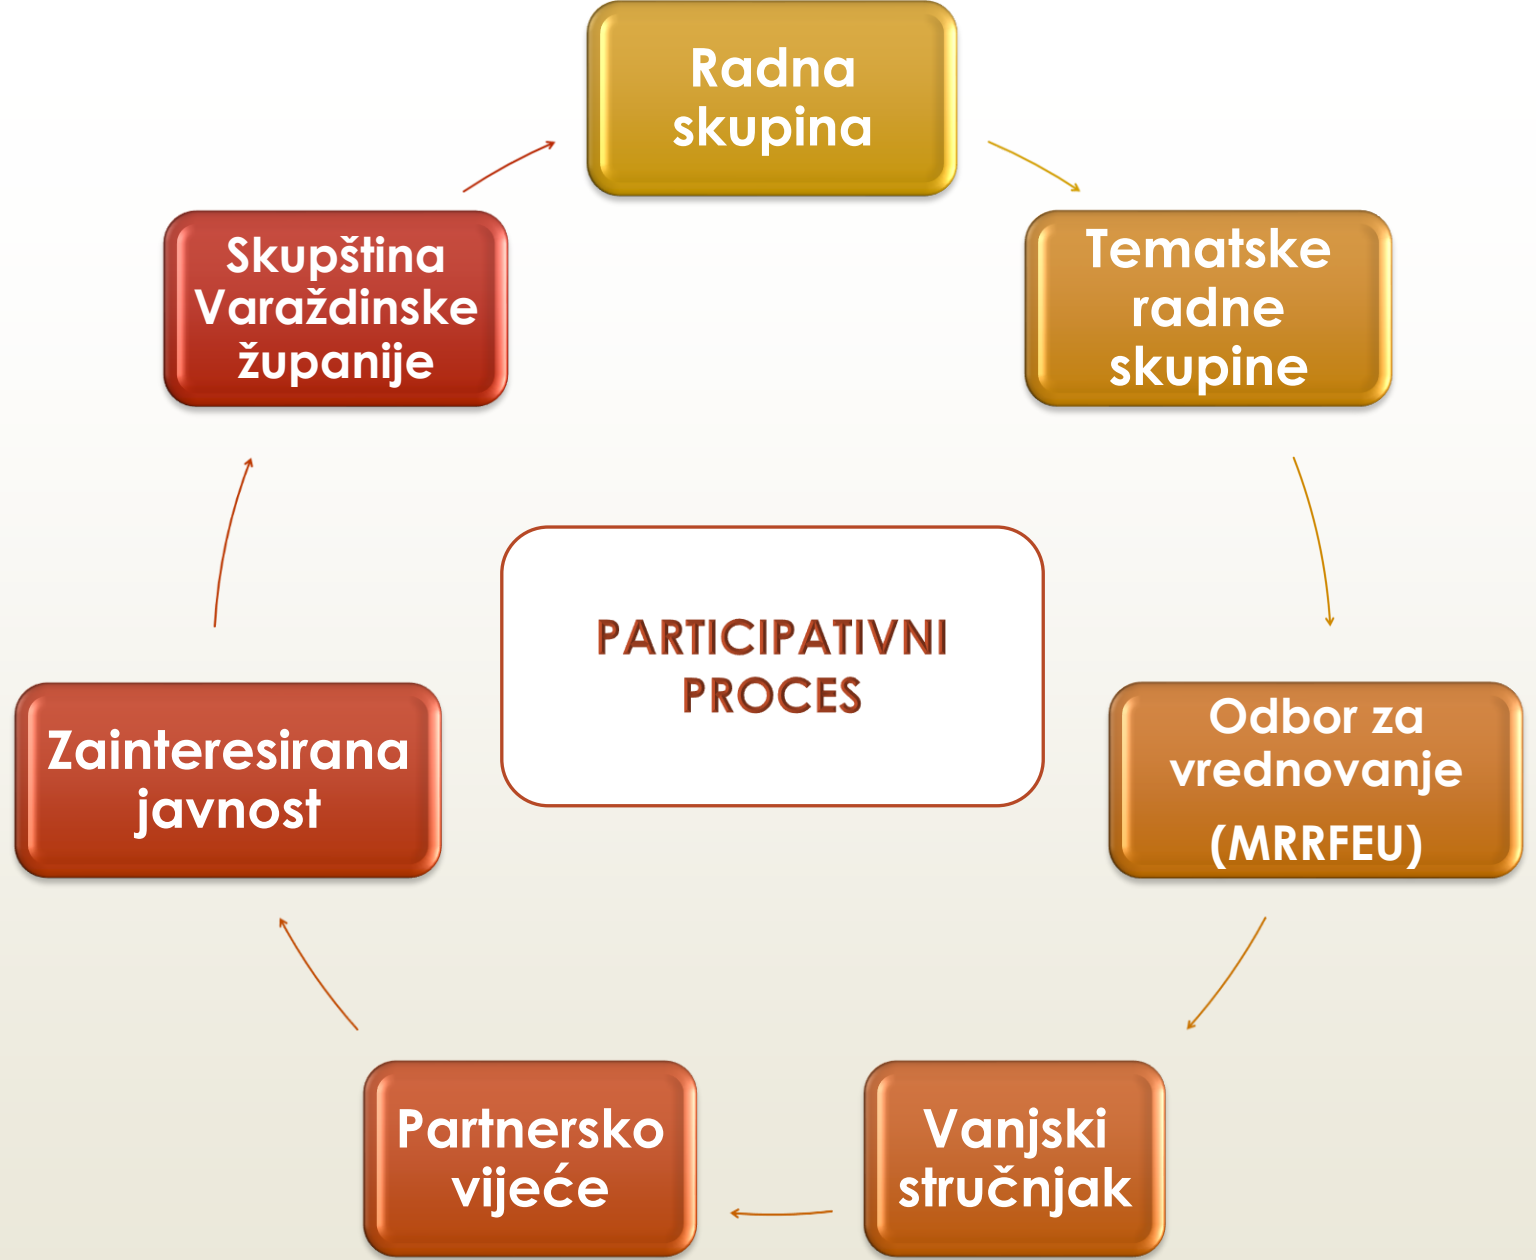 Radna
skupina
Tematske
radne
skupine
Odbor za
vrednovanje
(MRRFEU)
Vanjski
stručnjak
Partnersko
vijeće
Zainteresirana
javnost
Skupština
Varaždinske
županije
PARTICIPATIVNI
PROCES